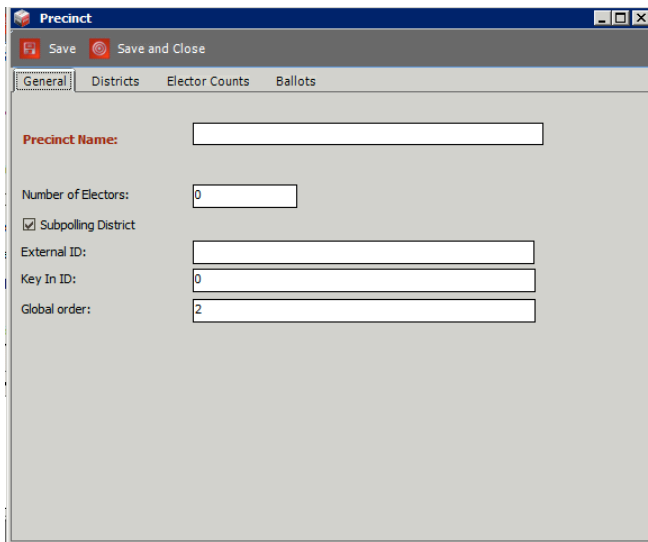 Precinct
Save Save and Close
General Districts Elector Counts Ballots
Precinct Name:
Number of Electors: 0
Subpolling District
External ID:
Key In ID: 0
Global order: 2